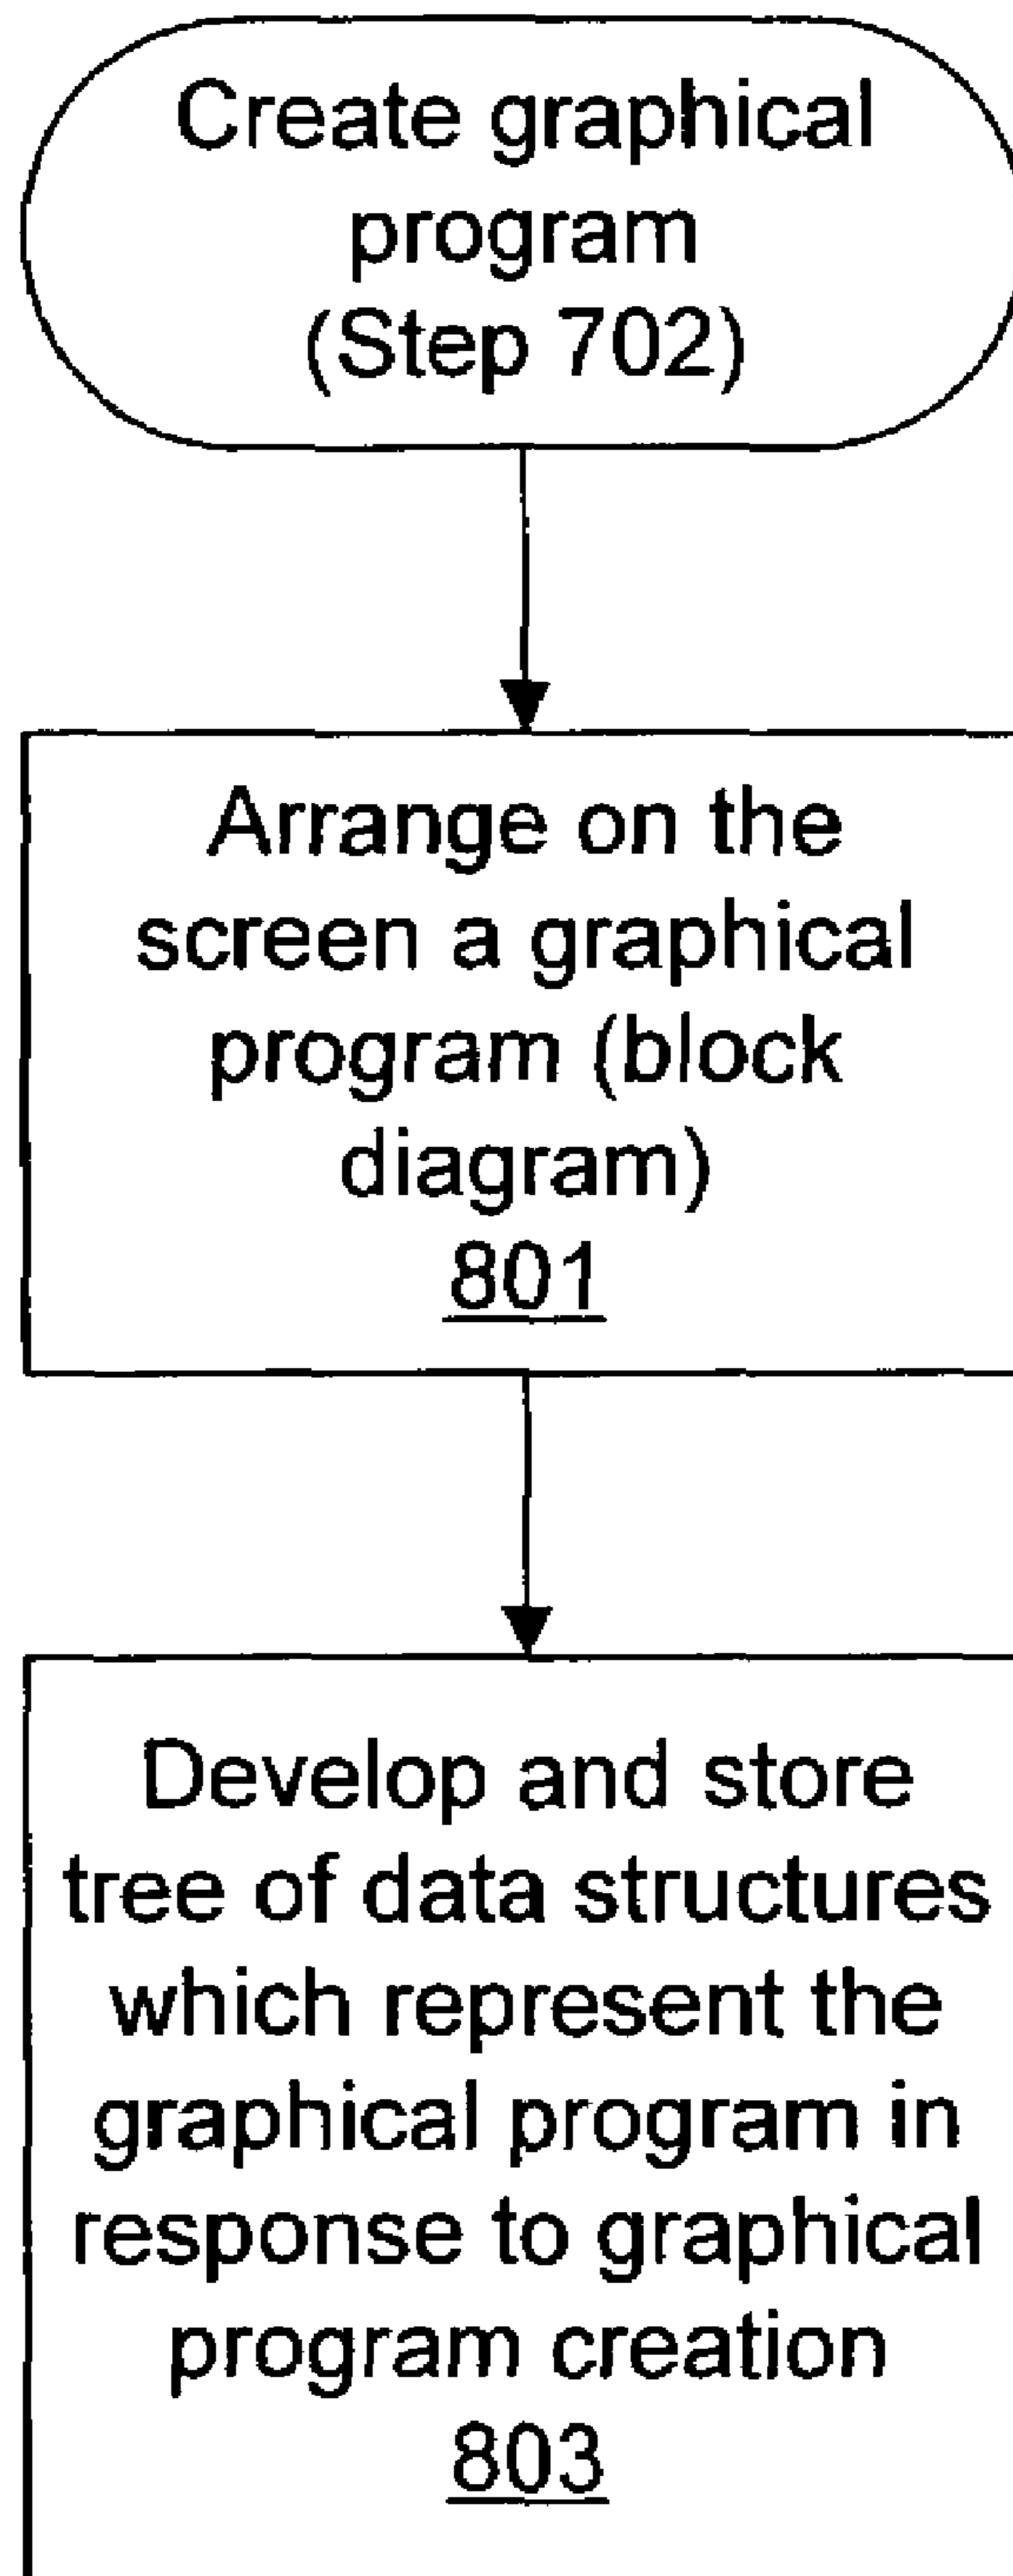 Create graphical
program
(Step 702)
Arrange on the
screen a graphical
program (block
diagram)
801
Develop and store
tree of data structures
which represent the
graphical program in
response to graphical
program creation
803